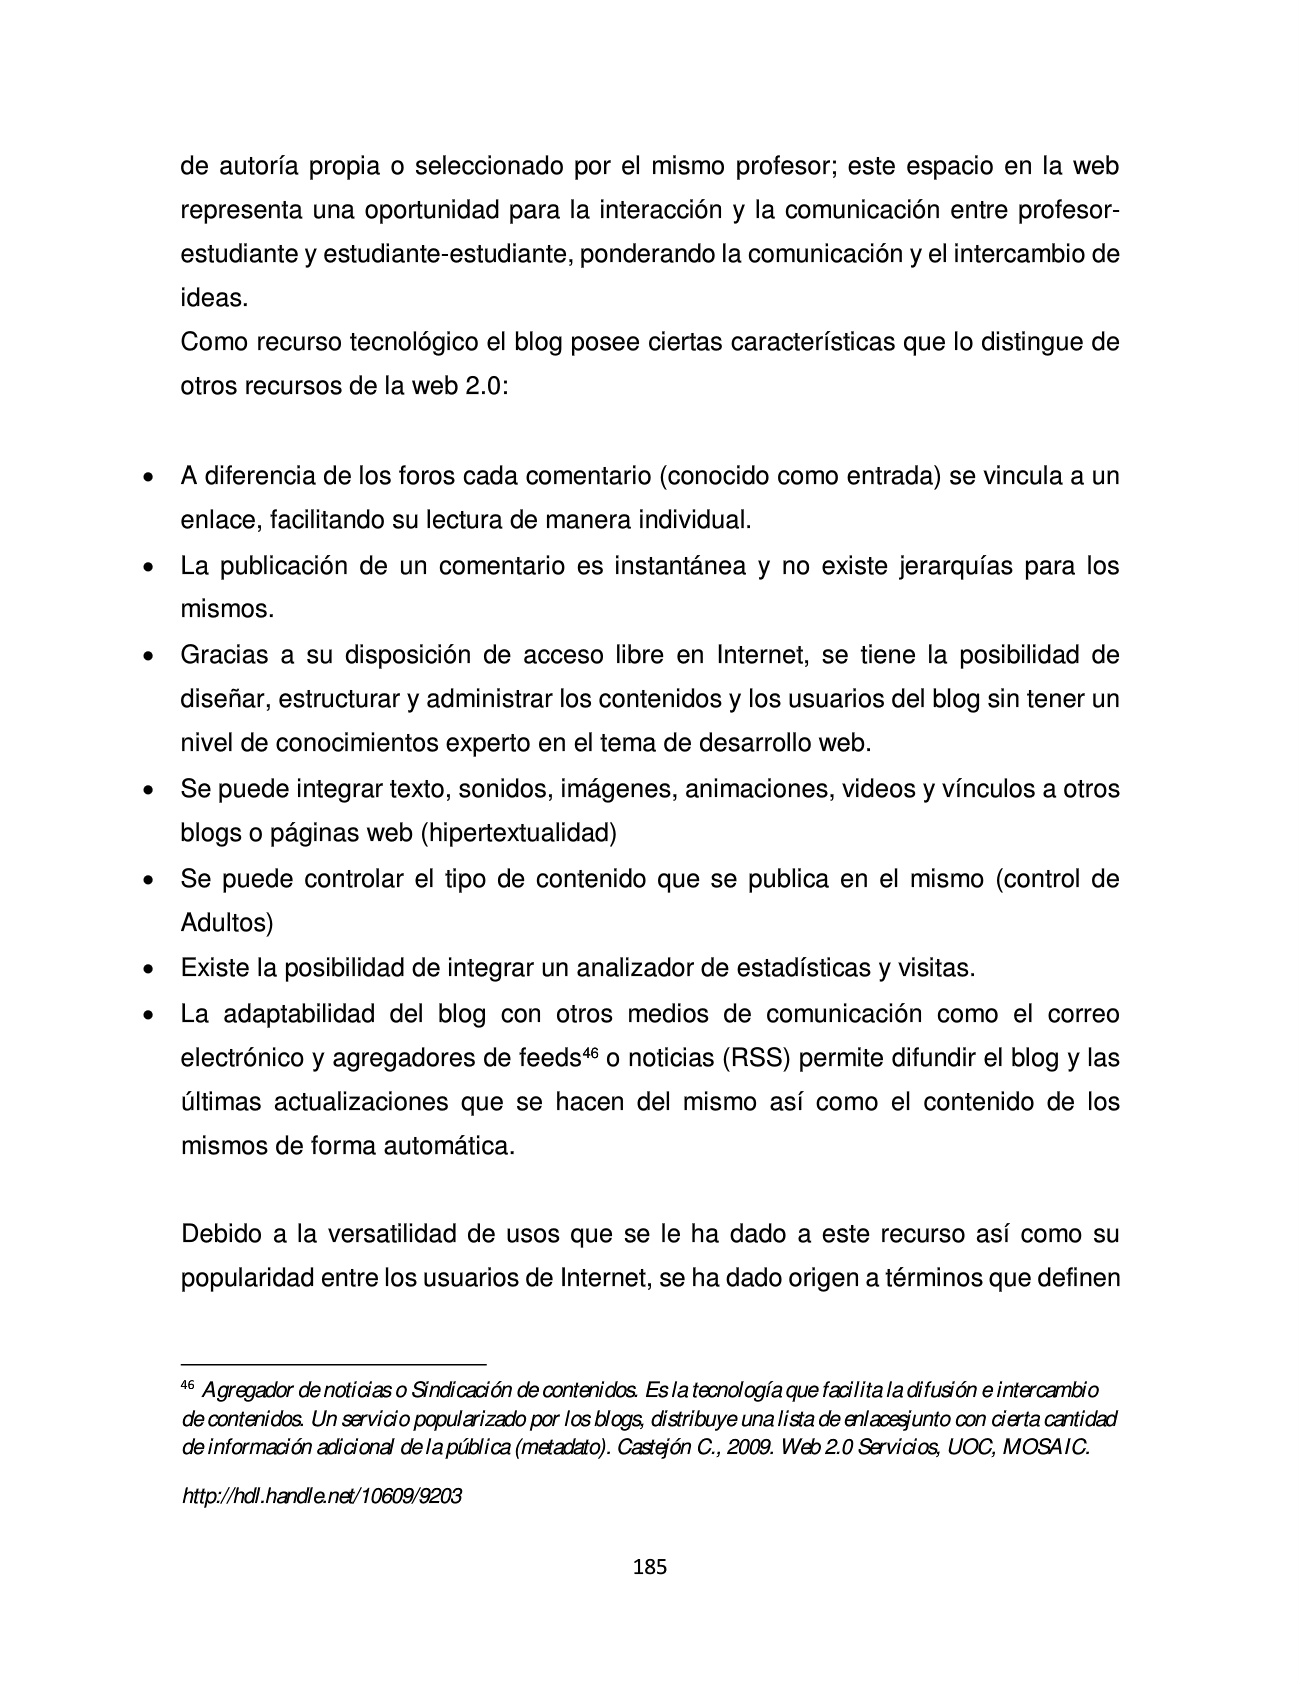 de autoría propia o seleccionado por el mismo profesor; este espacio en la web
representa una oportunidad para la interacción y la comunicación entre profesor-
estudiante y estudiante-estudiante, ponderando la comunicación y el intercambio de
ideas.
Como recurso tecnológico el blog posee ciertas características que lo distingue de
otros recursos de la web 2.0:
• A diferencia de los foros cada comentario (conocido como entrada) se vincula a un
enlace, facilitando su lectura de manera individual.
• La publicación de un comentario es instantánea y no existe jerarquías para los
mismos.
• Gracias a su disposición de acceso libre en Internet, se tiene la posibilidad de
diseñar, estructurar y administrar los contenidos y los usuarios del blog sin tener un
nivel de conocimientos experto en el tema de desarrollo web.
• Se puede integrar texto, sonidos, imágenes, animaciones, videos y vínculos a otros
blogs o páginas web (hipertextualidad)
• Se puede controlar el tipo de contenido que se publica en el mismo (control de
Adultos)
• Existe la posibilidad de integrar un analizador de estadísticas y visitas.
• La adaptabilidad del blog con otros medios de comunicación como el correo
electrónico y agregadores de feeds46 o noticias (RSS) permite difundir el blog y las
últimas actualizaciones que se hacen del mismo así como el contenido de los
mismos de forma automática.
Debido a la versatilidad de usos que se le ha dado a este recurso así como su
popularidad entre los usuarios de Internet, se ha dado origen a términos que definen
46 Agregador de noticias o Sindicación de contenidos. Es la tecnología que facilita la difusión e intercambio
de contenidos. Un servicio popularizado por los blogs, distribuye una lista de enlaces junto con cierta cantidad
de información adicional de la pública (metadato). Castejón C., 2009. Web 2.0 Servicios, UOC, MOSAIC.
http://hdl.handle.net/10609/9203
185